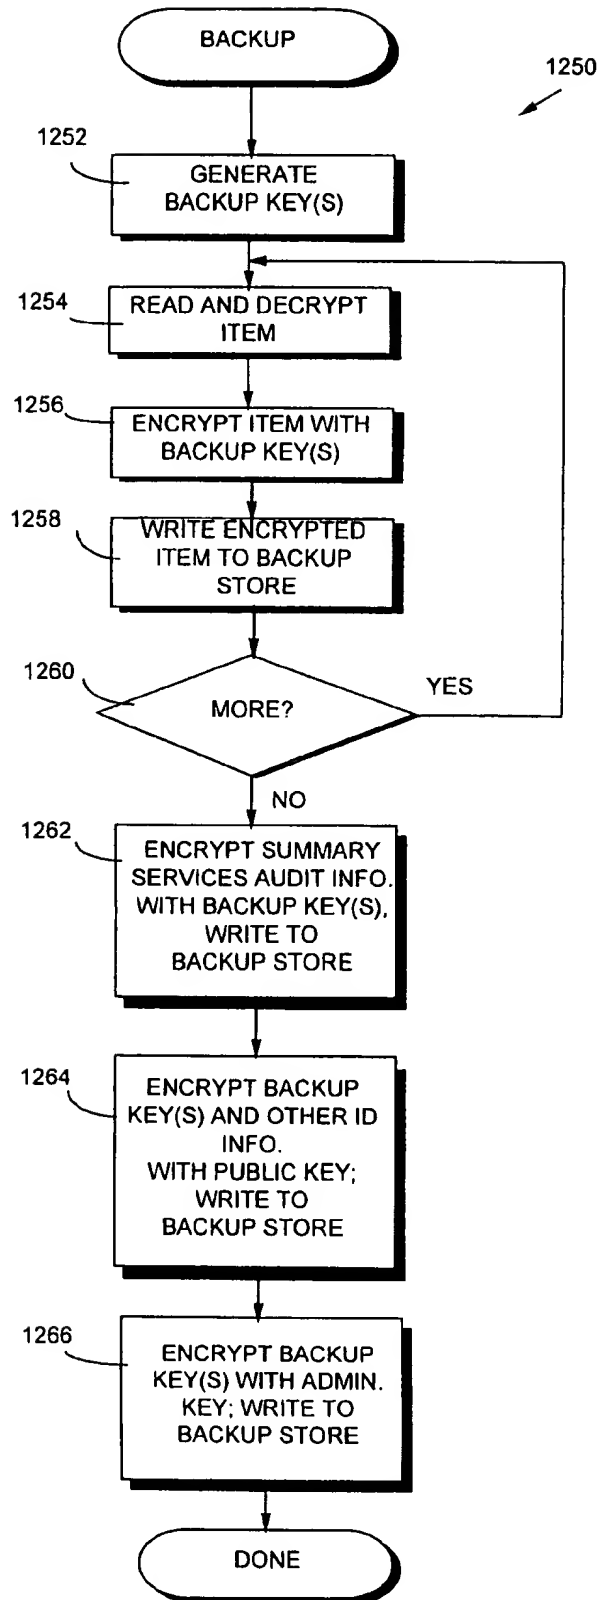 BACKUP
1250
1252
GENERATE
BACKUP KEY(S)
1254
READ AND DECRYPT
ITEM
1256
ENCRYPT ITEM WITH
BACKUP KEY(S)
1258
WRITE ENCRYPTED
ITEM TO BACKUP
STORE
1260
MORE?
YES
NO
1262
ENCRYPT SUMMARY
SERVICES AUDIT INFO.
WITH BACKUP KEY(S),
WRITE TO
BACKUP STORE
1264
ENCRYPT BACKUP
KEY(S) AND OTHER ID
INFO.
WITH PUBLIC KEY;
WRITE TO
BACKUP STORE
1266
ENCRYPT BACKUP
KEY(S) WITH ADMIN.
KEY; WRITE TO
BACKUP STORE
DONE